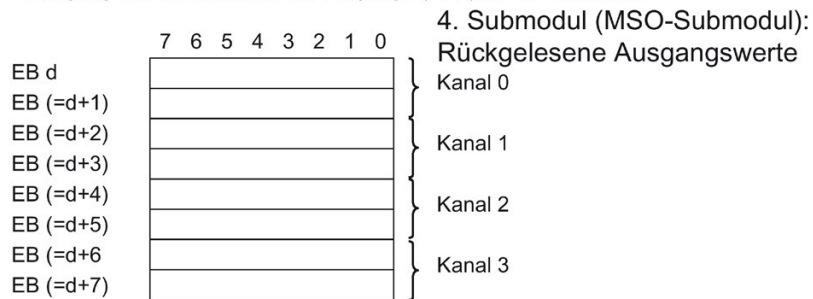 4. Submodul (MSO-Submodul):
Rückgelesene Ausgangswerte
7 6 5 4 3 2 1 0
EB d
Kanal 0
EB (=d+1)
EB (=d+2)
Kanal 1
EB (=d+3)
EB (=d+4)
Kanal 2
EB (=d+5)
EB (=d+6
Kanal 3
EB (=d+7)